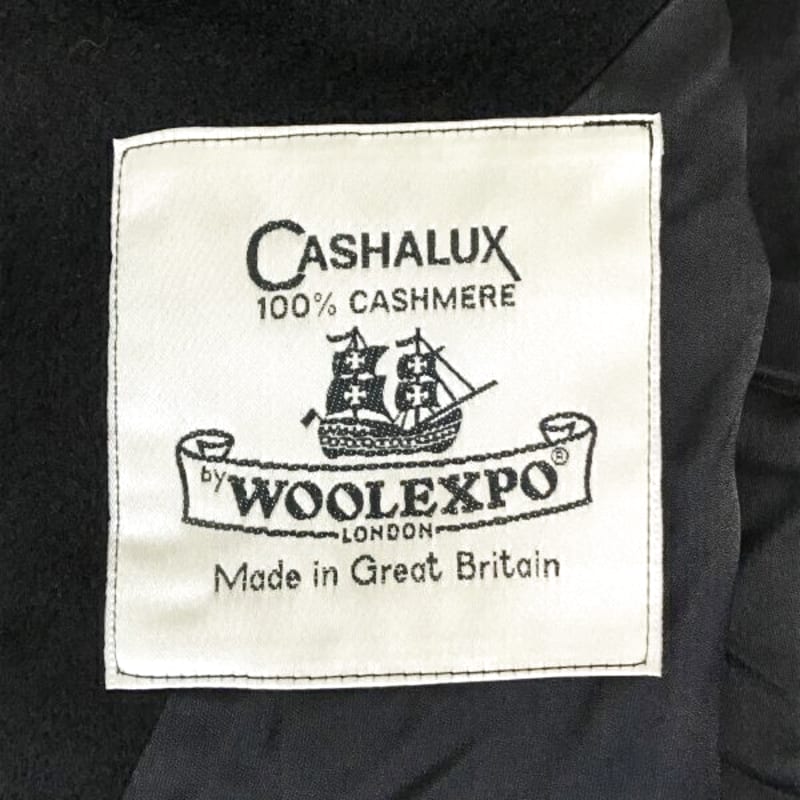 CASHALUX
100% CASHMERE
by WOOLEXPO®
LONDON
Made in Great Britain